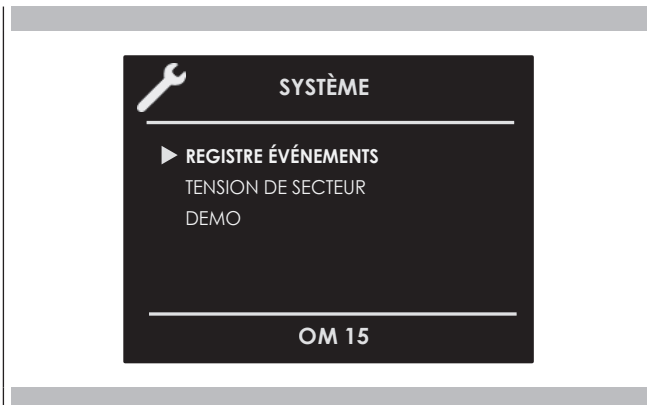 SYSTÈME
REGISTRE ÉVÉNEMENTS
TENSION DE SECTEUR
DEMO
OM 15